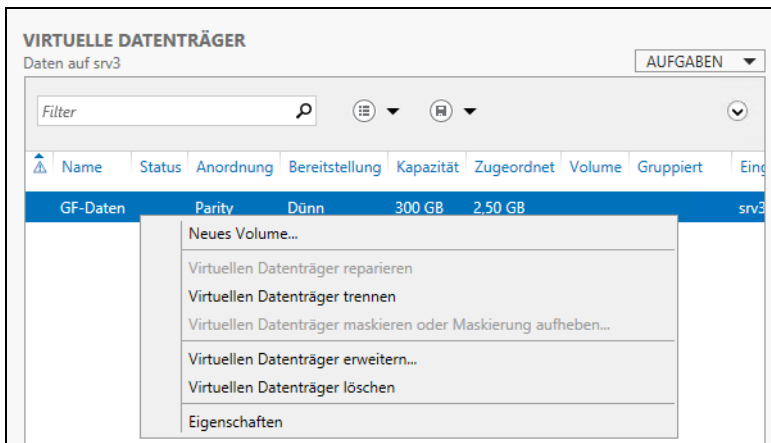 VIRTUELLE DATENTRÄGER
Daten auf srv3
AUFGABEN
Filter
Name Status Anordnung Bereitstellung Kapazität Zugeordnet Volume Gruppiert Eing
GF-Daten Parity Dünn 300 GB 2,50 GB srv3
Neues Volume...
Virtuellen Datenträger reparieren
Virtuellen Datenträger trennen
Virtuellen Datenträger maskieren oder Maskierung aufheben...
Virtuellen Datenträger erweitern...
Virtuellen Datenträger löschen
Eigenschaften